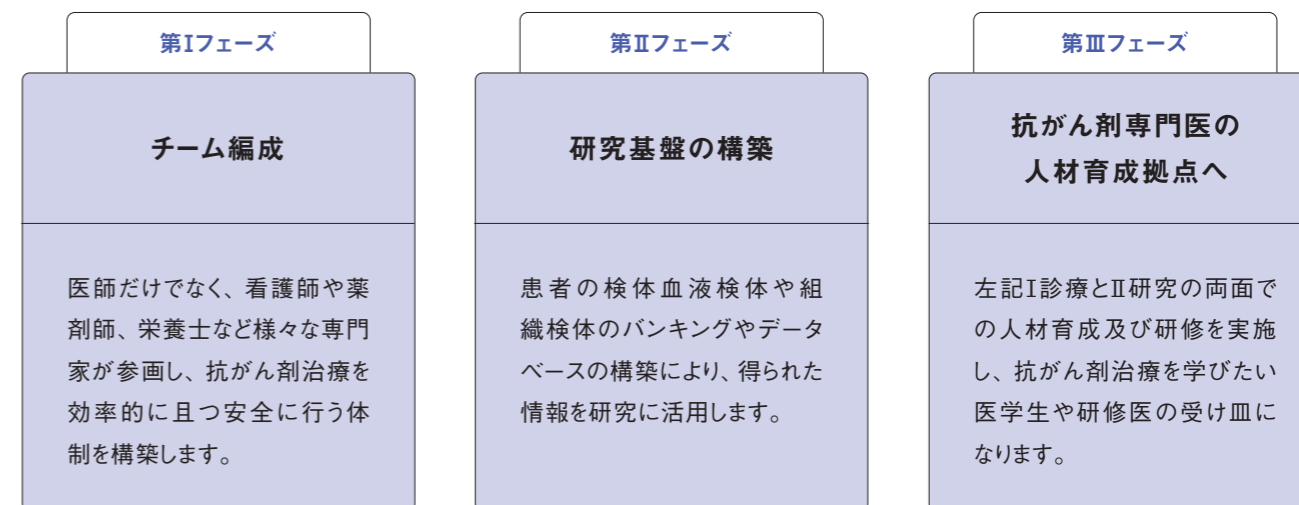 第Ⅰフェーズ
チーム編成
医師だけでなく、看護師や薬
剤師、栄養士など様々な専門
家が参画し、抗がん剤治療を
効率的に且つ安全に行う体
制を構築します。
第Ⅱフェーズ
研究基盤の構築
患者の検体血液検体や組
織検体のバンキングやデータ
ベースの構築により、得られた
情報を研究に活用します。
第Ⅲフェーズ
抗がん剤専門医の
人材育成拠点へ
左記Ⅰ診療とⅡ研究の両面で
の人材育成及び研修を実施
し、抗がん剤治療を学びたい
医学生や研修医の受け皿に
なります。